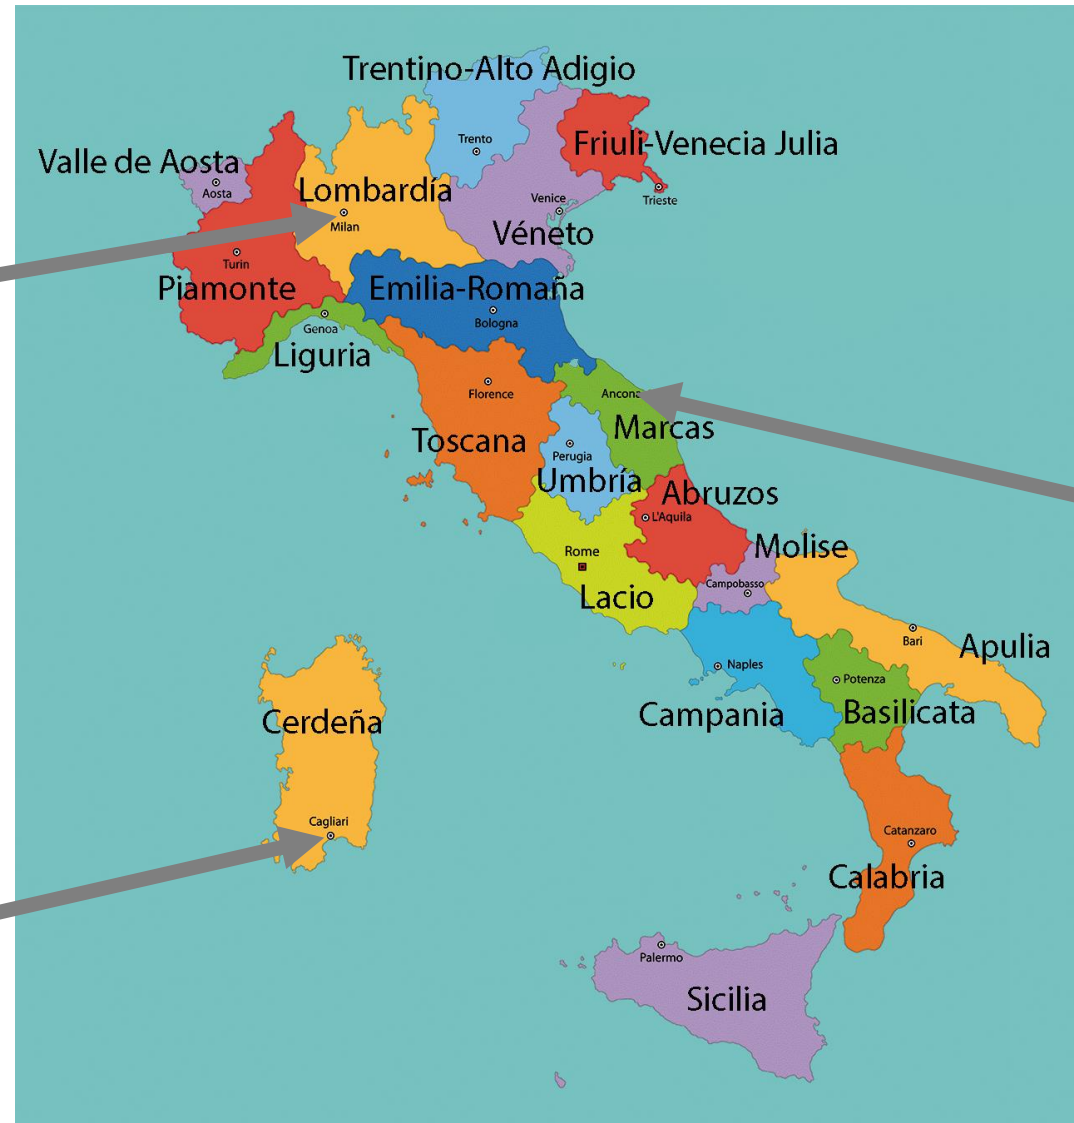 Trentino-Alto Adigio
Trento
Friuli-Venecia Julia
Valle de Aosta
Aosta
Lombardía
Milan
Venice
Trieste
Véneto
Turin
Piamonte
Emilia-Romaña
Bologna
Genoa
Liguria
Florence
Ancona
Toscana
Marcas
Perugia
Umbría
Abruzos
L'Aquila
Rome
Molise
Campobasso
Lacio
Bari
Apulia
Naples
Potenza
Campania
Basilicata
Cerdeña
Cagliari
Catanzaro
Calabria
Palermo
Sicilia